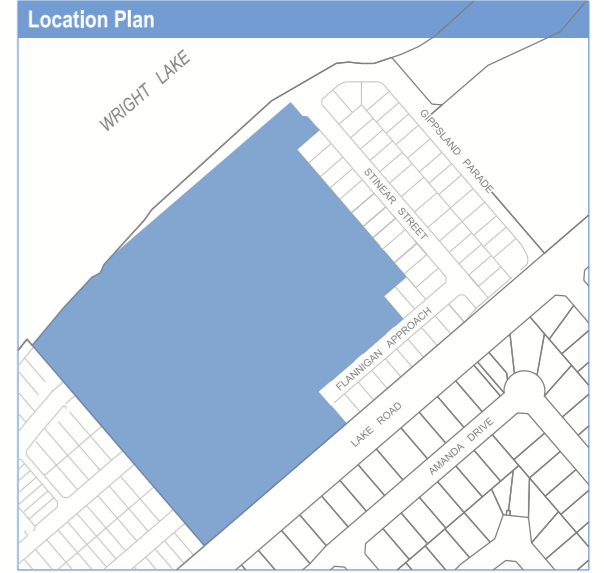 Location Plan
WRIGHT LAKE
GIPPSLAND PARADE
STINEAR STREET
FLANNIGAN APPROACH
LAKE ROAD
AMANDA DRIVE